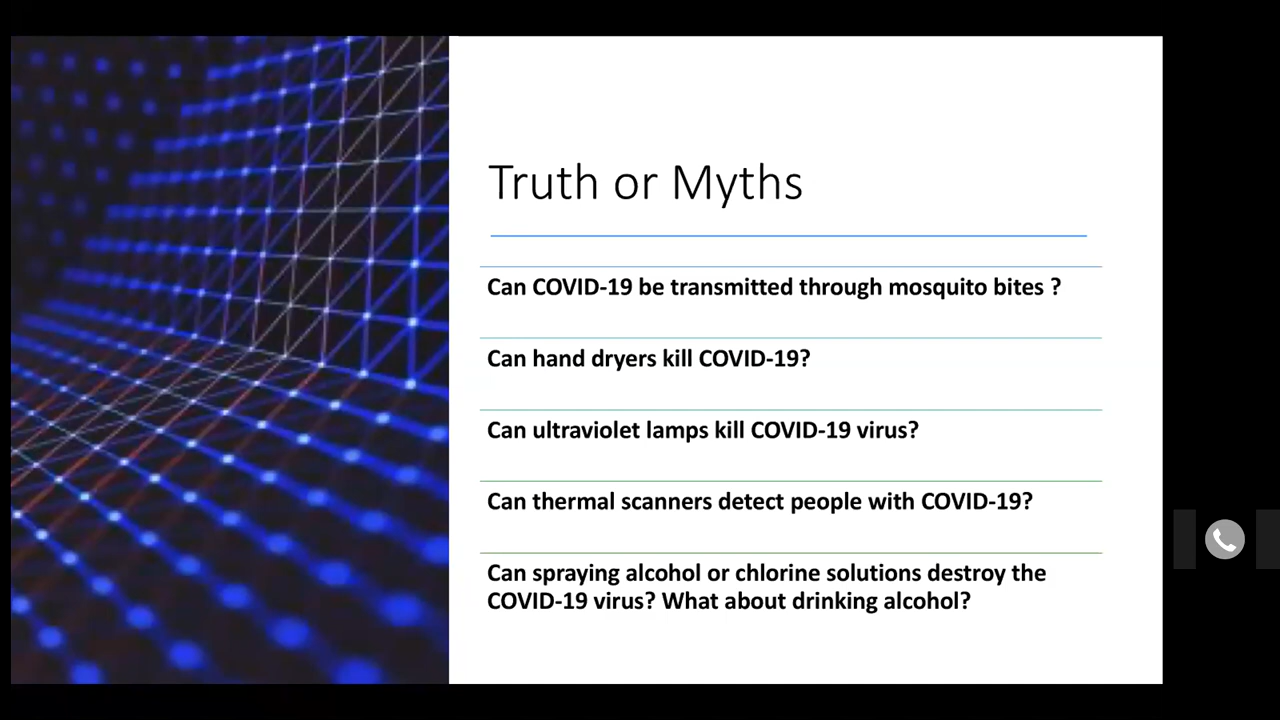 Truth or Myths
Can COVID-19 be transmitted through mosquito bites ?
Can hand dryers kill COVID-19?
Can ultraviolet lamps kill COVID-19 virus?
Can thermal scanners detect people with COVID-19?
Can spraying alcohol or chlorine solutions destroy the
COVID-19 virus? What about drinking alcohol?